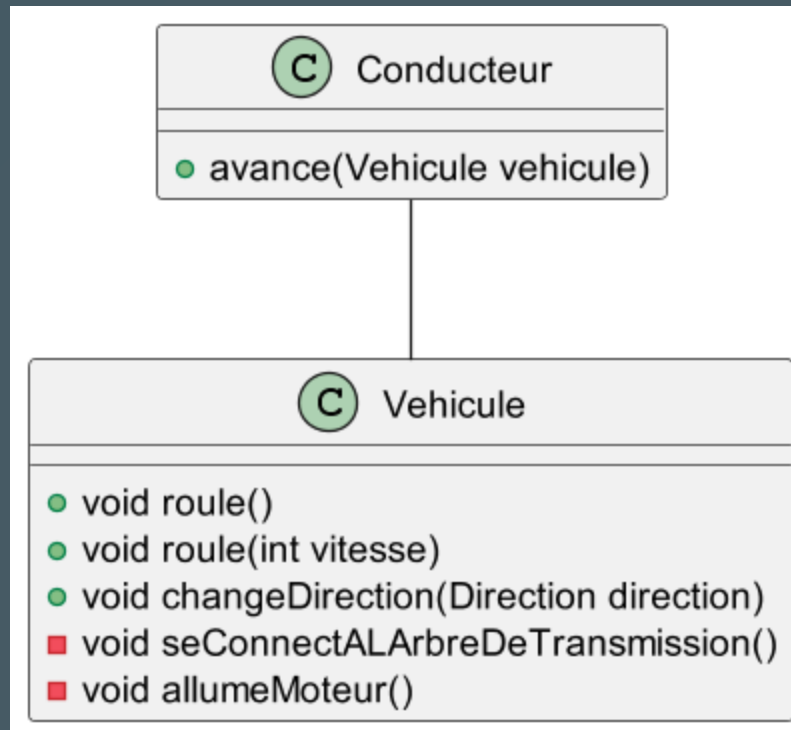 C Conducteur
avance(Vehicule vehicule)
C Vehicule
void roule()
void roule(int vitesse)
void changeDirection(Direction direction)
void seConnectALArbreDeTransmission()
void allumeMoteur()